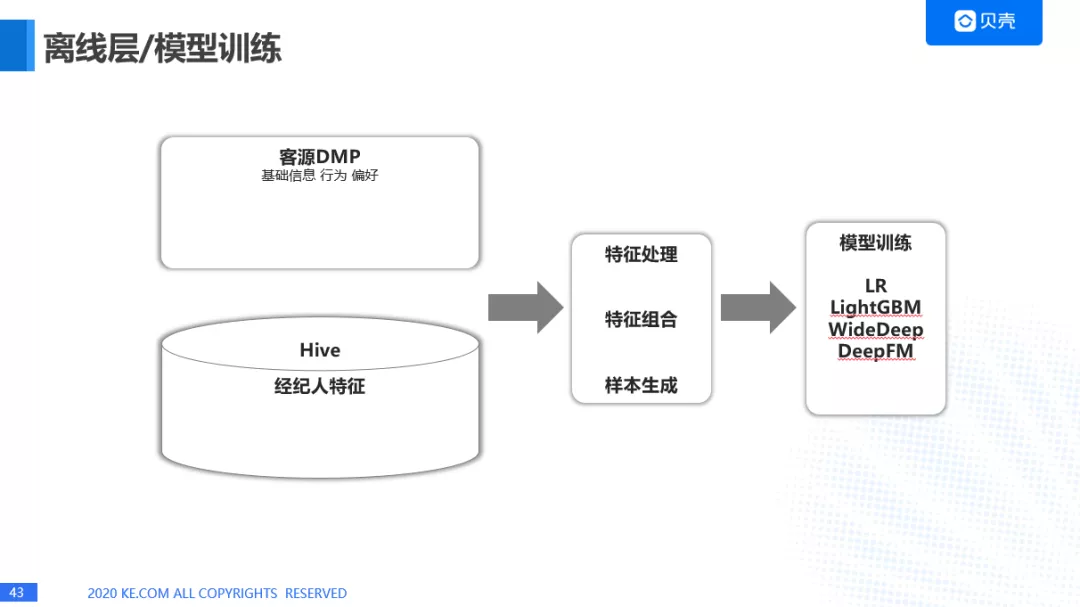 离线层/模型训练
贝壳
客源DMP
基础信息 行为 偏好
Hive
经纪人特征
特征处理
特征组合
样本生成
模型训练
LR
LightGBM
WideDeep
DeepFM
43
2020 KE.COM ALL COPYRIGHTS RESERVED